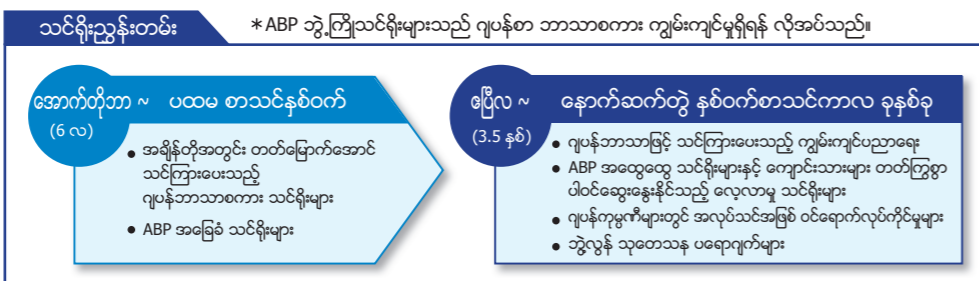 သင်ရိုးညွှန်းတမ်း
*ABP ဘွဲ့ကြိုသင်ရိုးများသည် ဂျပန်စာ ဘာသာစကား ကျွမ်းကျင်မှုရှိရန် လိုအပ်သည်။
အောက်တိုဘာ ~ ပထမ စာသင်နှစ်ဝက်
(6 လ)
• အချိန်တိုအတွင်း တတ်မြောက်အောင်
သင်ကြားပေးသည့်
ဂျပန်ဘာသာစကား သင်ရိုးများ
• ABP အခြေခံ သင်ရိုးများ
ဧပြီလ ~ နောက်ဆက်တွဲ နှစ်ဝက်စာသင်ကာလ ခုနှစ်ခု
(3.5 နှစ်)
• ဂျပန်ဘာသာဖြင့် သင်ကြားပေးသည့် ကျွမ်းကျင်ပညာရေး
• ABP အထွေထွေ သင်ရိုးများနှင့် ကျောင်းသားများ တတ်ကြွစွာ
ပါဝင်ဆွေးနွေးနိုင်သည့် လေ့လာမှု သင်ရိုးများ
• ဂျပန်ကုမ္ပဏီများတွင် အလုပ်သင်အဖြစ် ဝင်ရောက်လုပ်ကိုင်မှုများ
• ဘွဲ့လွန် သုတေသန ပရောဂျက်များ